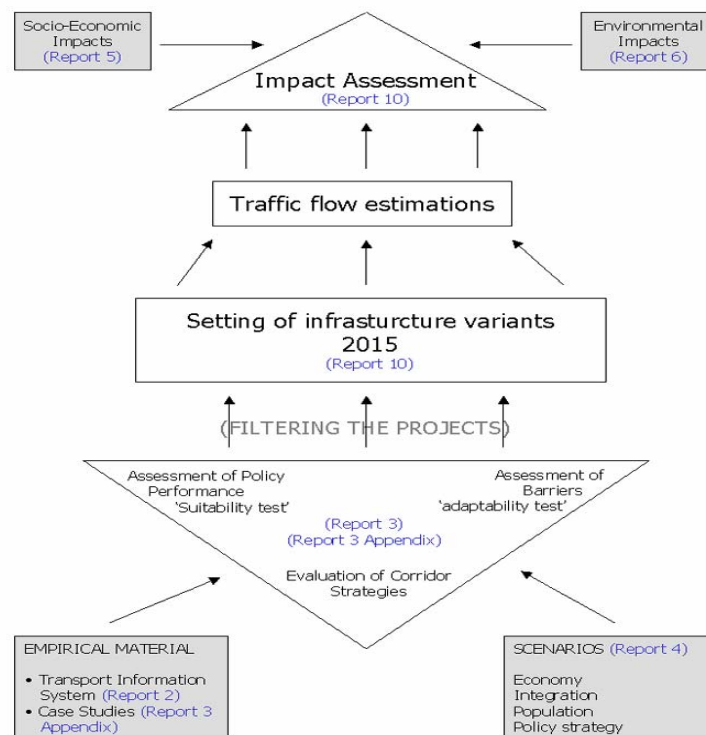 Socio-Economic
Impacts
(Report 5)
Environmental
Impacts
(Report 6)
Impact Assessment
(Report 10)
Traffic flow estimations
Setting of infrasturcture variants
2015
(Report 10)
(FILTERING THE PROJECTS)
Assessment of Policy
Performance
'Suitability test'
Assessment of
Barriers
'adaptability test'
(Report 3)
(Report 3 Appendix)
Evaluation of Corridor
Strategies
EMPIRICAL MATERIAL
• Transport Information
System (Report 2)
• Case Studies (Report 3
Appendix)
SCENARIOS (Report 4)
Economy
Integration
Population
Policy strategy